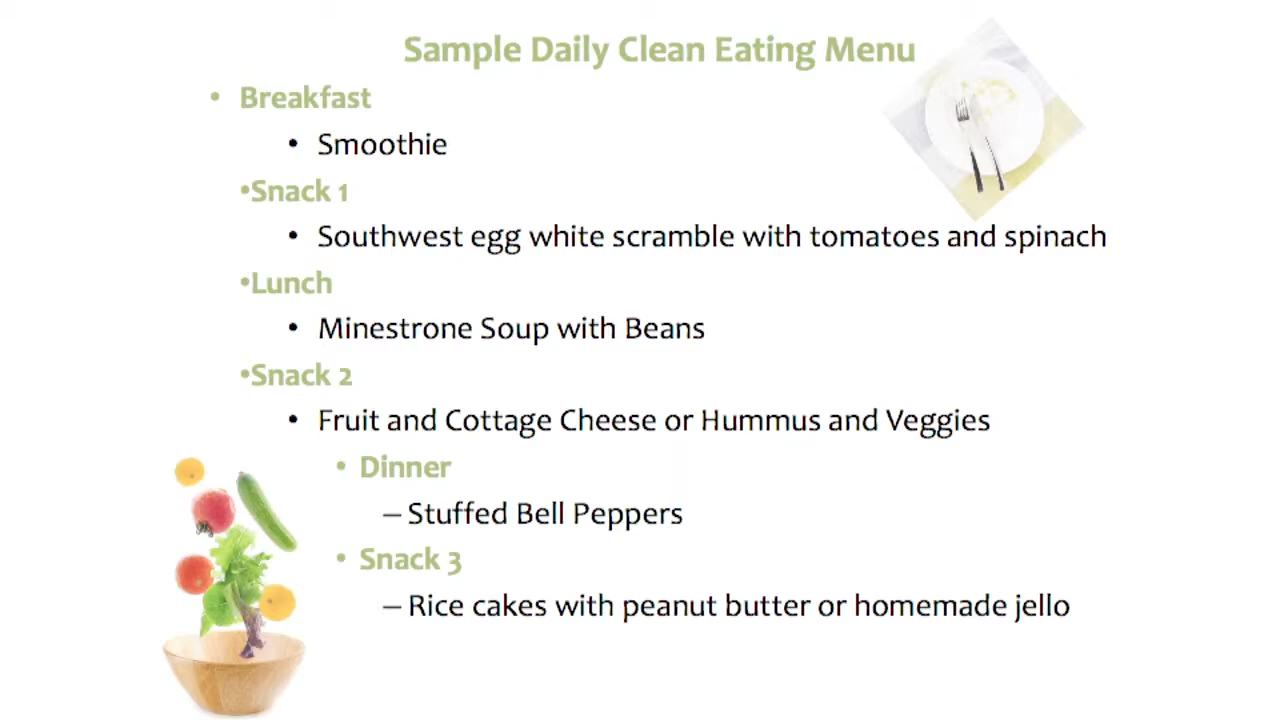 Sample Daily Clean Eating Menu
• Breakfast
• Smoothie
•Snack 1
• Southwest egg white scramble with tomatoes and spinach
•Lunch
• Minestrone Soup with Beans
•Snack 2
• Fruit and Cottage Cheese or Hummus and Veggies
• Dinner
– Stuffed Bell Peppers
• Snack 3
– Rice cakes with peanut butter or homemade jello